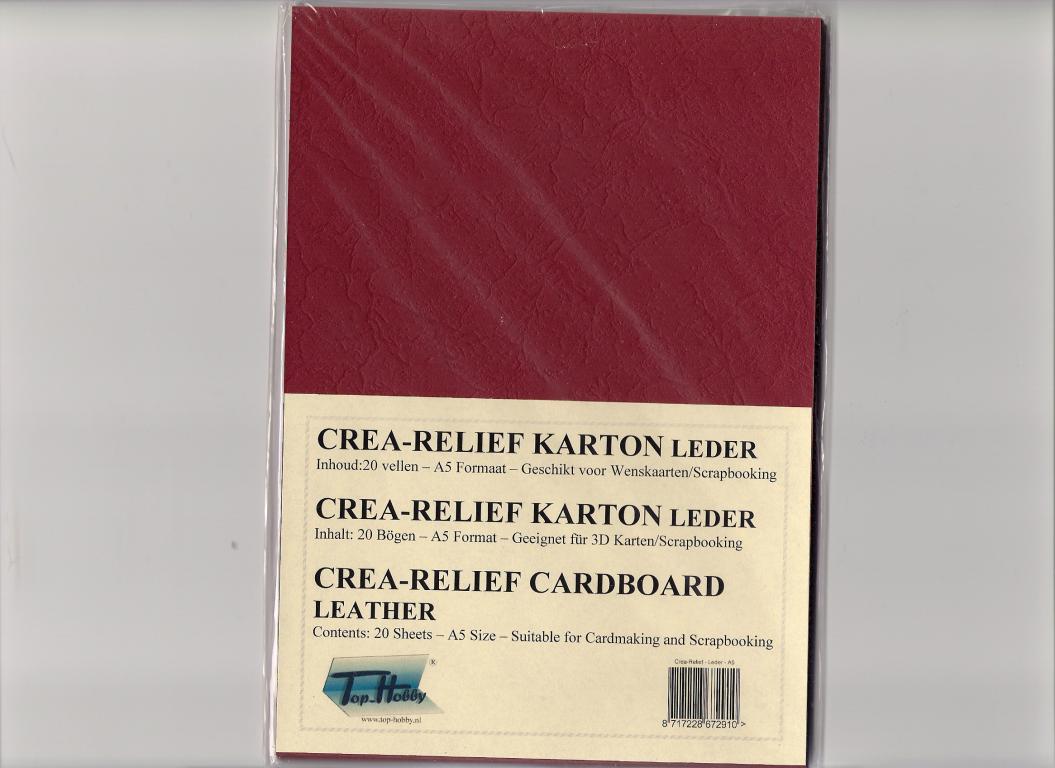 CREA-RELIEF KARTON LEDER
Inhoud:20 vellen – A5 Formaat – Geschikt voor Wenskaarten/Scrapbooking
CREA-RELIEF KARTON LEDER
Inhalt: 20 Bögen – A5 Format – Geeignet für 3D Karten/Scrapbooking
CREA-RELIEF CARDBOARD
LEATHER
Contents: 20 Sheets – A5 Size – Suitable for Cardmaking and Scrapbooking
Top-Hobby ®
www.top-hobby.nl
Crea-Relief - Leder - A5
8 717228 672910 >